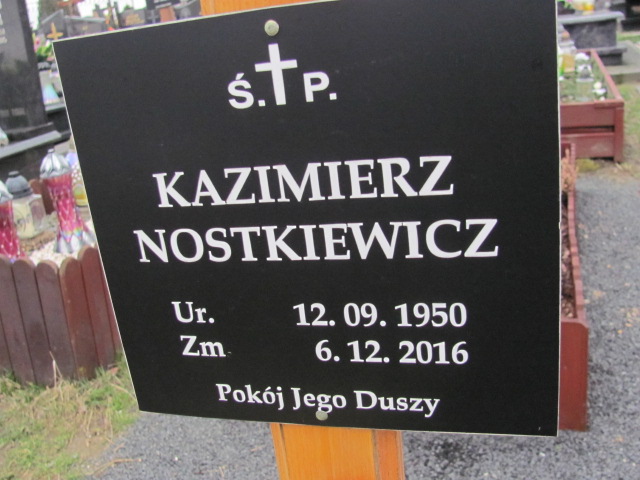 Ś.P.
KAZIMIERZ
NOSTKIEWICZ
Ur. 12. 09. 1950
Zm 6. 12. 2016
Pokój Jego Duszy